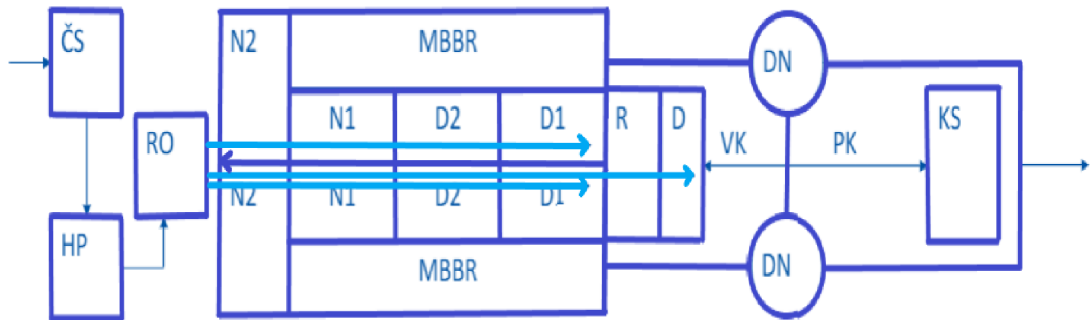 ČS N2 MBBR DN
N1 D2 D1 R D KS
RO VK PK
N2 N1 D2 D1
HP MBBR DN